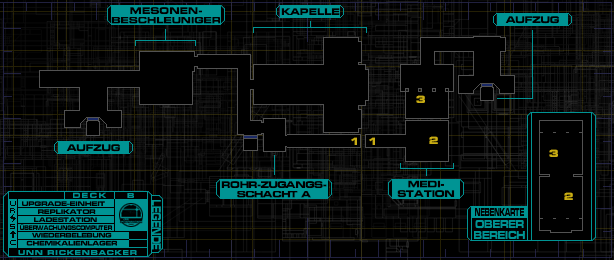 MESONEN-
BESCHLEUNIGER
KAPELLE
AUFZUG
3
1
1
2
3
2
AUFZUG
ROHR-ZUGANGS-
SCHACHT A
MEDI-
STATION
NEBENKARTE
OBERER
BEREICH
DECK B
UPGRADE-EINHEIT
REPLIKATOR
LADESTATION
ÜBERWACHUNGSCOMPUTER
WIEDERBELEBUNG
CHEMIKALIENLAGER
UNN RICKENBACKER
LEGENDE